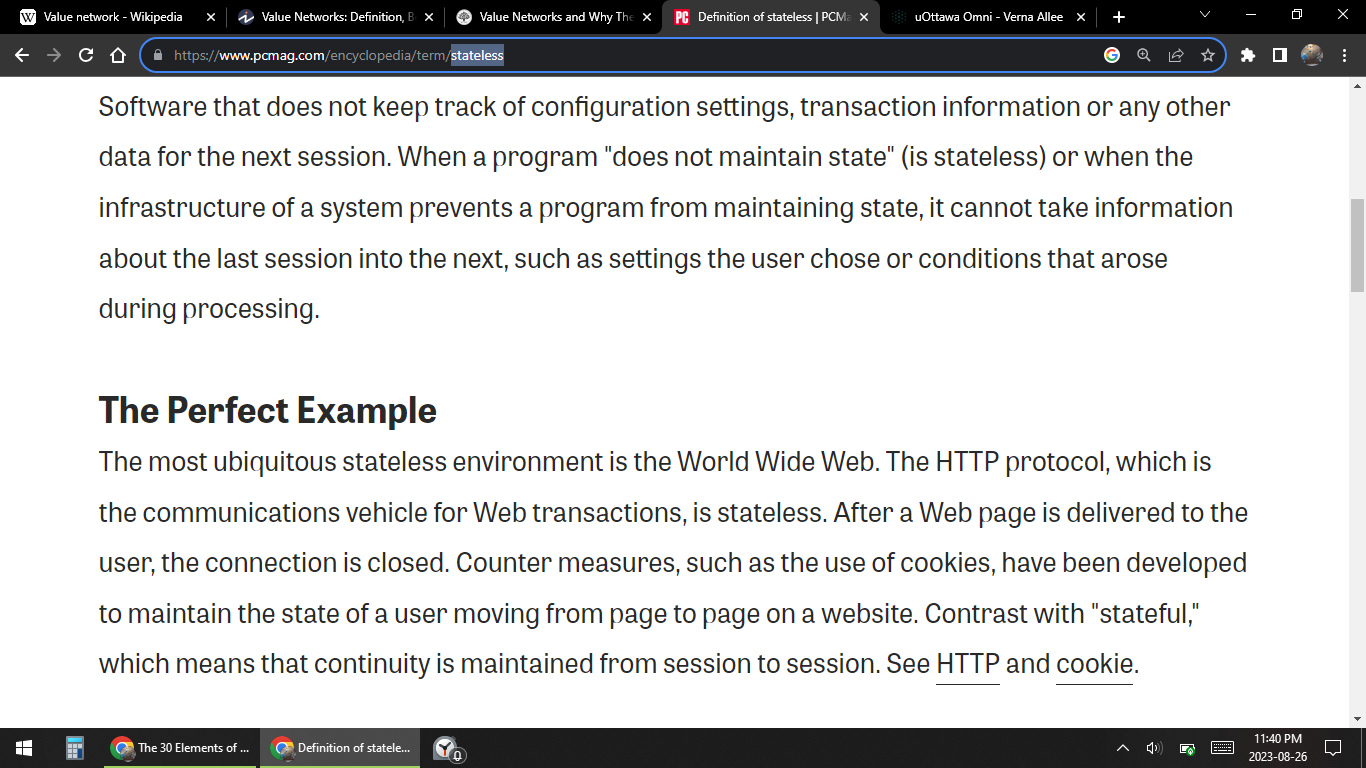 Value network - Wikipedia
Value Networks: Definition, B
Value Networks and Why The
PC
Definition of stateless | PCMa
uOttawa Omni - Verna Allee
https://www.pcmag.com/encyclopedia/term/stateless
Software that does not keep track of configuration settings, transaction information or any other
data for the next session. When a program "does not maintain state" (is stateless) or when the
infrastructure of a system prevents a program from maintaining state, it cannot take information
about the last session into the next, such as settings the user chose or conditions that arose
during processing.
The Perfect Example
The most ubiquitous stateless environment is the World Wide Web. The HTTP protocol, which is
the communications vehicle for Web transactions, is stateless. After a Web page is delivered to the
user, the connection is closed. Counter measures, such as the use of cookies, have been developed
to maintain the state of a user moving from page to page on a website. Contrast with "stateful,"
which means that continuity is maintained from session to session. See HTTP and cookie.
The 30 Elements of ...
Definition of statele...
0
11:40 PM
2023-08-26